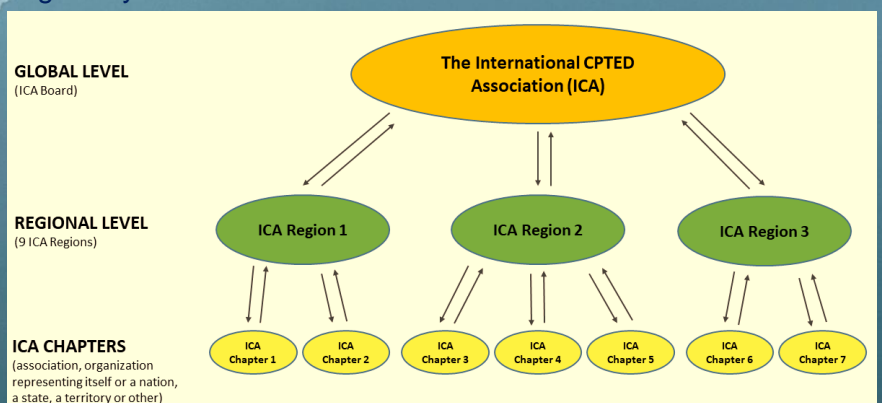 GLOBAL LEVEL
(ICA Board)
The International CPTED
Association (ICA)
REGIONAL LEVEL
(9 ICA Regions)
ICA Region 1
ICA Region 2
ICA Region 3
ICA CHAPTERS
(association, organization
representing itself or a nation,
a state, a territory or other)
ICA
Chapter 1
ICA
Chapter 2
ICA
Chapter 3
ICA
Chapter 4
ICA
Chapter 5
ICA
Chapter 6
ICA
Chapter 7